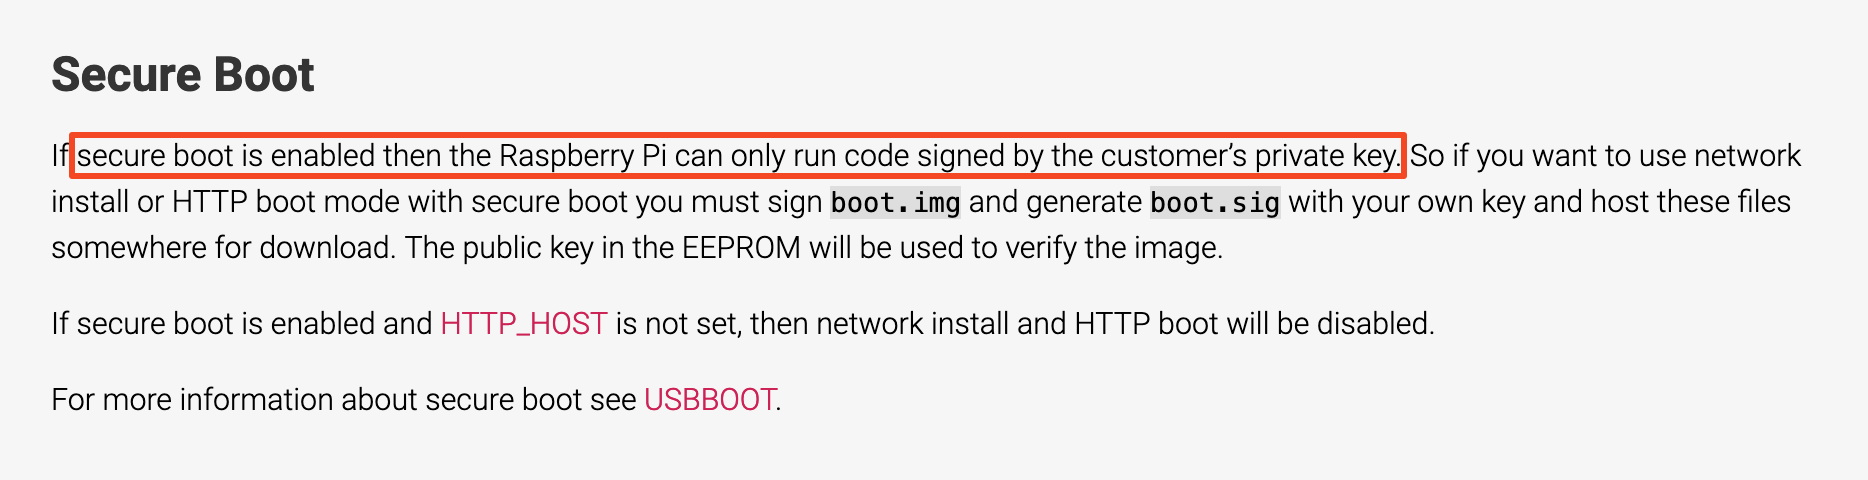 Secure Boot
If secure boot is enabled then the Raspberry Pi can only run code signed by the customer’s private key. So if you want to use network
install or HTTP boot mode with secure boot you must sign boot.img and generate boot.sig with your own key and host these files
somewhere for download. The public key in the EEPROM will be used to verify the image.
If secure boot is enabled and HTTP_HOST is not set, then network install and HTTP boot will be disabled.
For more information about secure boot see USBBOOT.